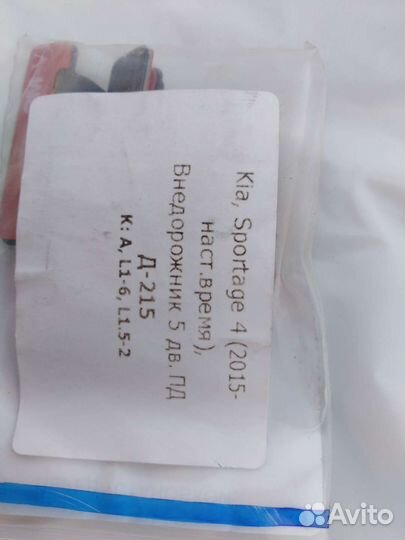 Kia, Sportage 4 (2015-
наст.время),
Внедорожник 5 дв. ПД
Д-215
К: A, L1-6, L1.5-2
Avito